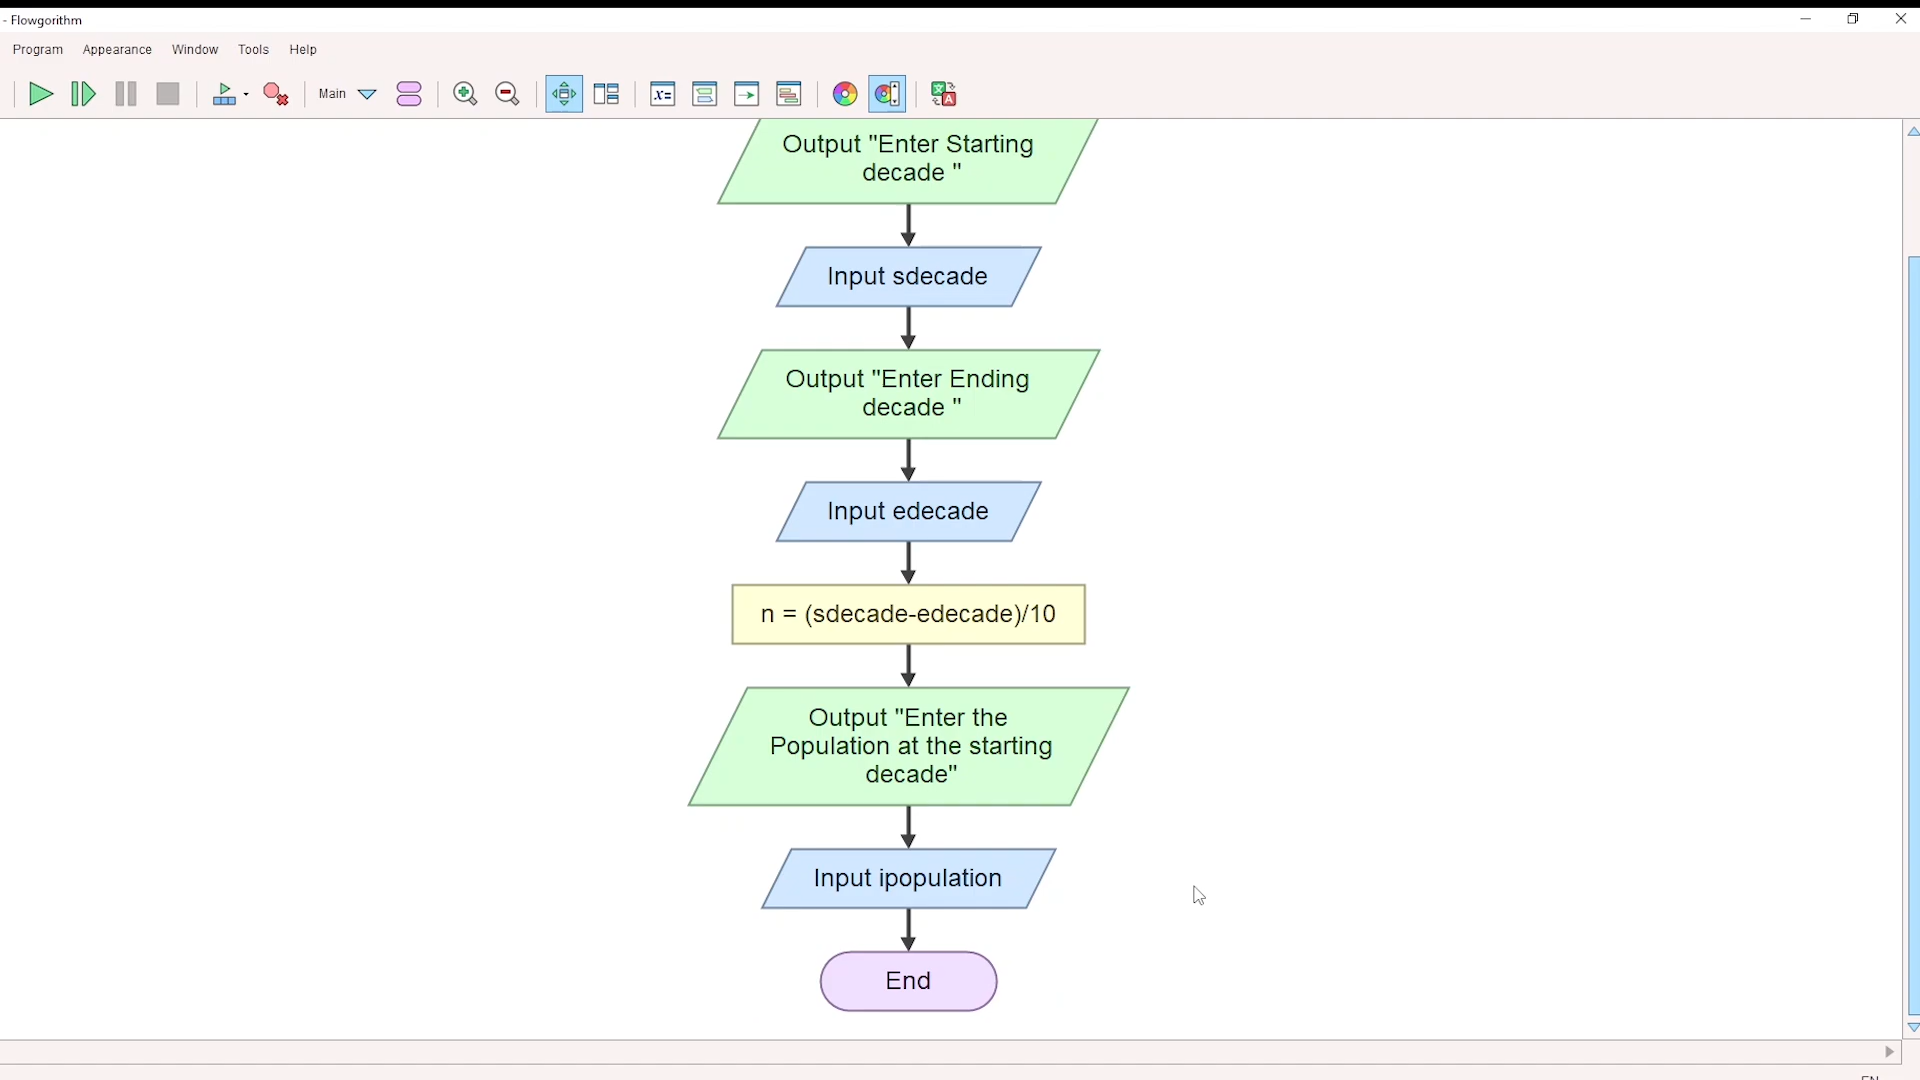 - Flowgorithm
Program Appearance Window Tools Help
Main
Output "Enter Starting
decade "
Input sdecade
Output "Enter Ending
decade "
Input edecade
n = (sdecade-edecade)/10
Output "Enter the
Population at the starting
decade"
Input ipopulation
End